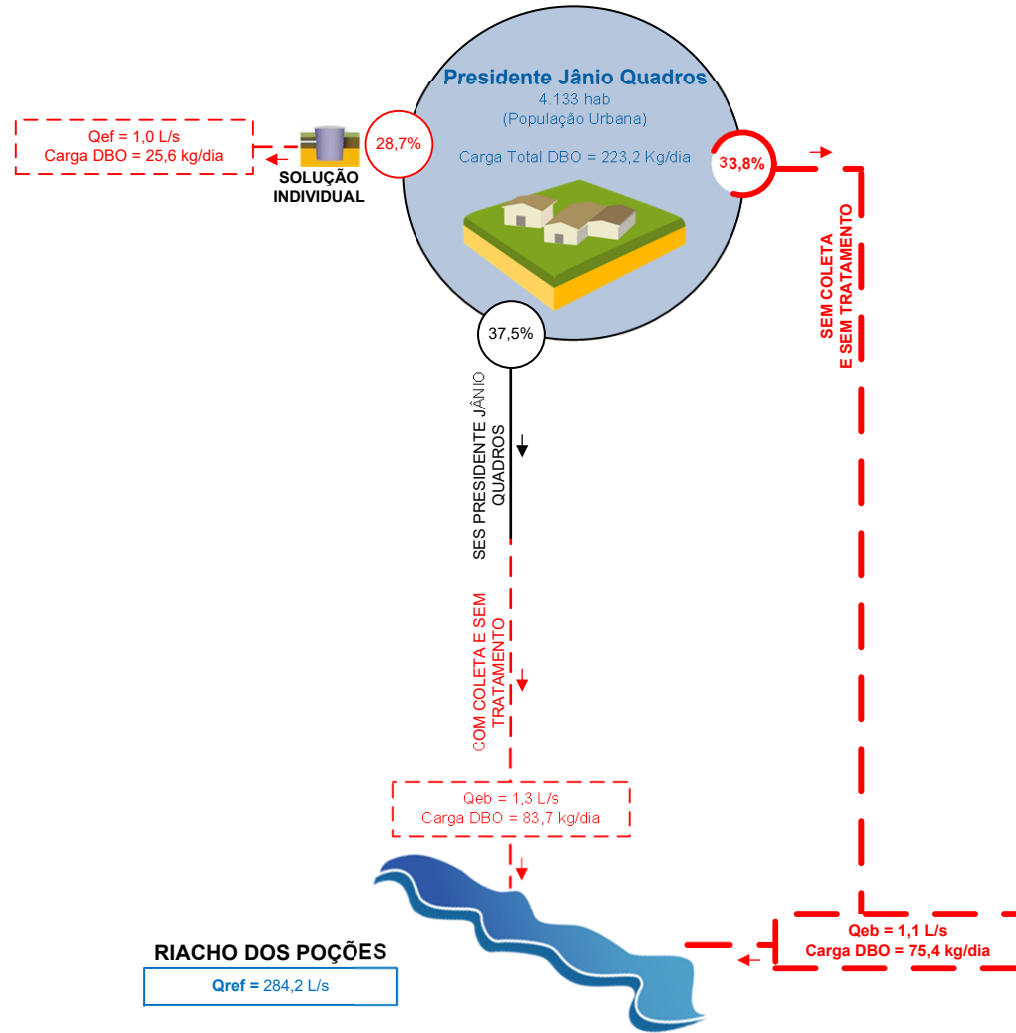 Presidente Jânio Quadros
4.133 hab
(População Urbana)
Carga Total DBO = 223,2 Kg/dia
Qef = 1,0 L/s
Carga DBO = 25,6 kg/dia
SOLUÇÃO
INDIVIDUAL
28,7%
33,8%
37,5%
SEM COLETA
E SEM TRATAMENTO
SES PRESIDENTE JÂNIO
QUADROS
COM COLETA E SEM
TRATAMENTO
Qeb = 1,3 L/s
Carga DBO = 83,7 kg/dia
Qeb = 1,1 L/s
Carga DBO = 75,4 kg/dia
RIACHO DOS POÇÕES
Qref = 284,2 L/s